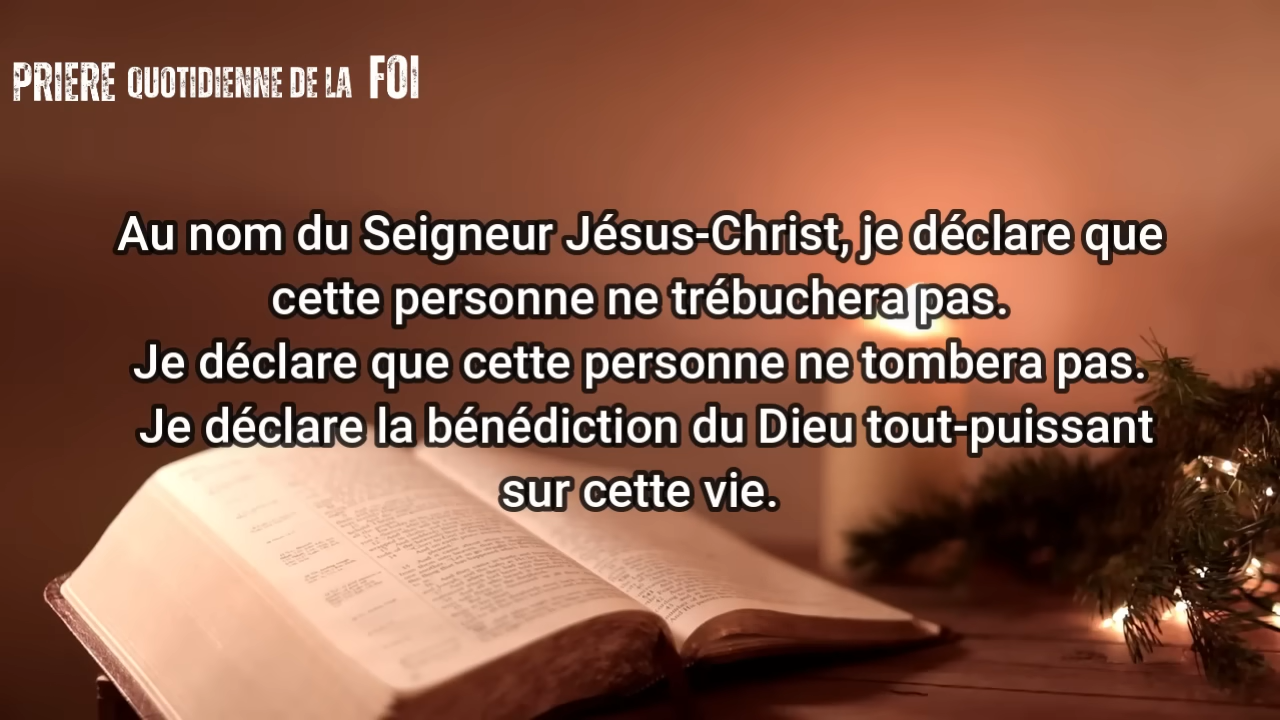 PRIERE QUOTIDIENNE DE LA FOI
Au nom du Seigneur Jésus-Christ, je déclare que
cette personne ne trébuchera pas.
Je déclare que cette personne ne tombera pas.
Je déclare la bénédiction du Dieu tout-puissant
sur cette vie.